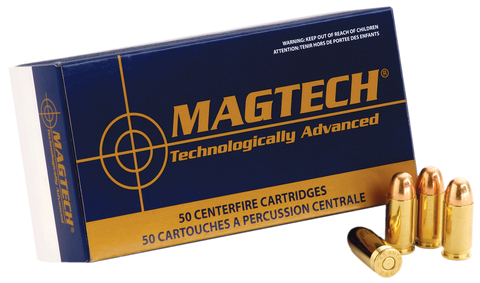 WARNING: KEEP OUT OF REACH OF CHILDREN
ATTENTION: TENIR HORS DE PORTEE DES ENFANTS
MAGTECH®
Technologically Advanced
50 CENTERFIRE CARTRIDGES
50 CARTOUCHES A PERCUSSION CENTRALE